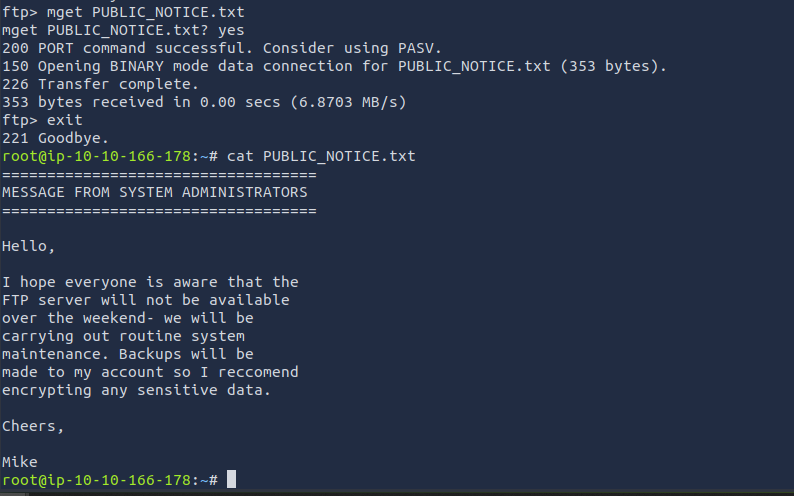 ftp> mget PUBLIC_NOTICE.txt
mget PUBLIC_NOTICE.txt? yes
200 PORT command successful. Consider using PASV.
150 Opening BINARY mode data connection for PUBLIC_NOTICE.txt (353 bytes).
226 Transfer complete.
353 bytes received in 0.00 secs (6.8703 MB/s)
ftp> exit
221 Goodbye.
root@ip-10-10-166-178:~# cat PUBLIC_NOTICE.txt
===================================
MESSAGE FROM SYSTEM ADMINISTRATORS
===================================
Hello,
I hope everyone is aware that the
FTP server will not be available
over the weekend- we will be
carrying out routine system
maintenance. Backups will be
made to my account so I reccomend
encrypting any sensitive data.
Cheers,
Mike
root@ip-10-10-166-178:~#